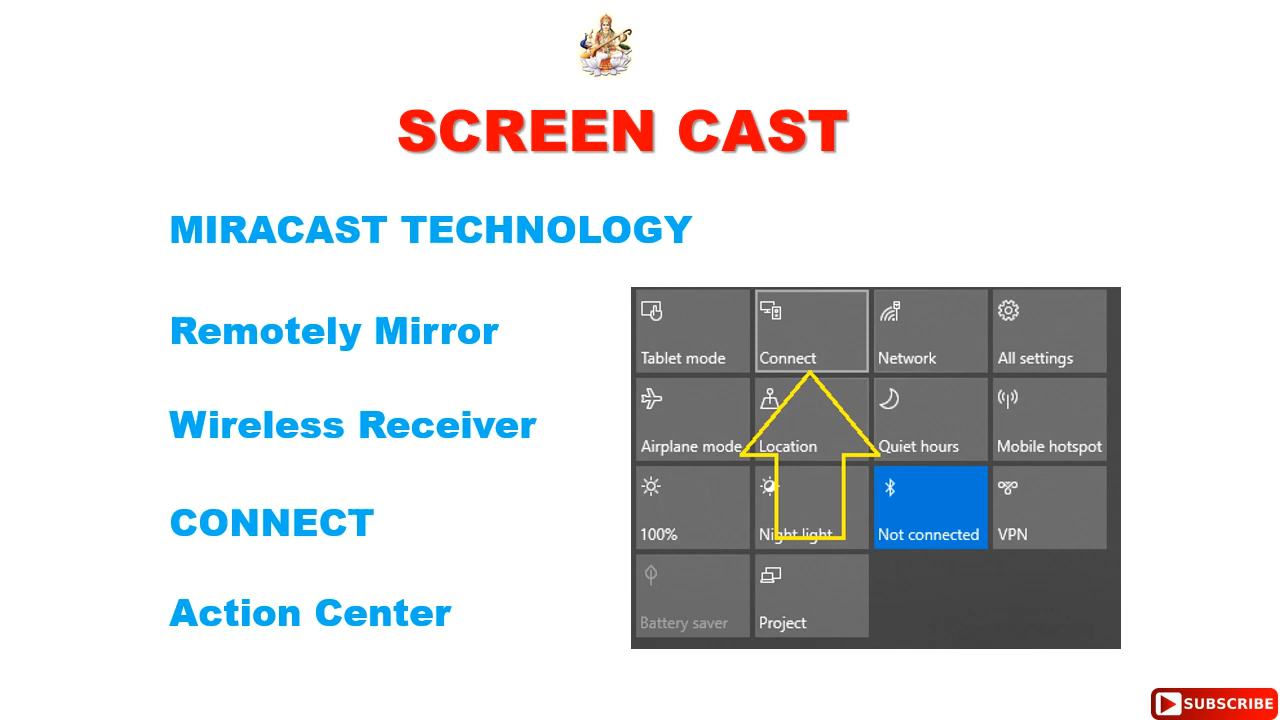 SCREEN CAST
MIRACAST TECHNOLOGY
Remotely Mirror
Wireless Receiver
CONNECT
Action Center
Tablet mode
Connect
Network
All settings
Airplane mode
Location
Quiet hours
Mobile hotspot
100%
Night light
Not connected
VPN
Battery saver
Project
SUBSCRIBE